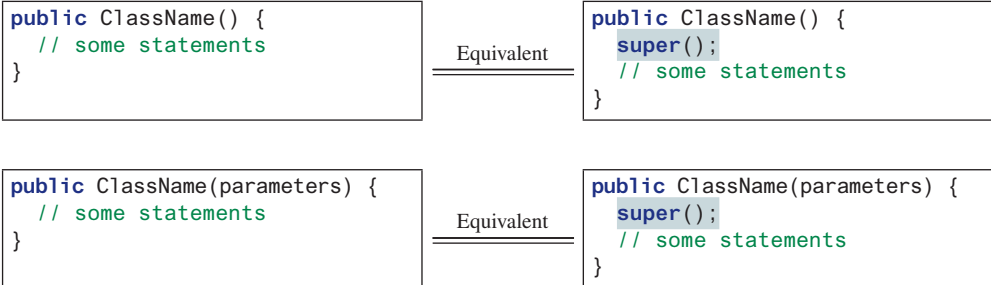 public ClassName() {
// some statements
}
Equivalent
public ClassName() {
super();
// some statements
}
public ClassName(parameters) {
// some statements
}
Equivalent
public ClassName(parameters) {
super();
// some statements
}